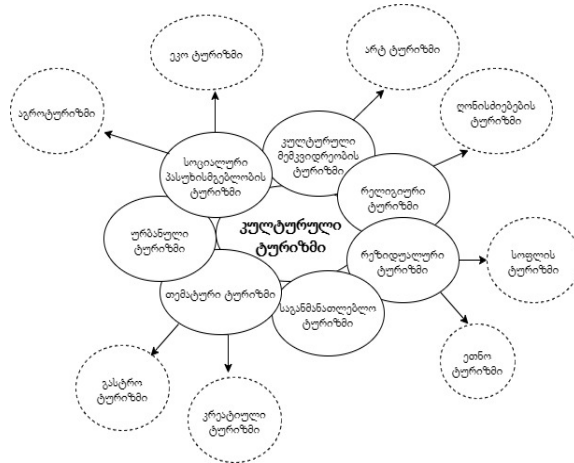 ეკო ტურიზმი
არტ ტურიზმი
აგროტურიზმი
ღონისძიებების
ტურიზმი
კულტურული
მემკვიდრეობის
ტურიზმი
სოციალური
პასუხისმგებლობის
ტურიზმი
რელიგიური
ტურიზმი
ურბანული
ტურიზმი
კულტურული
ტურიზმი
რეზიდუალური
ტურიზმი
სოფლის
ტურიზმი
თემატური ტურიზმი
საგანმანათლებლო
ტურიზმი
ეთნო
ტურიზმი
გასტრო
ტურიზმი
კრეატიული
ტურიზმი